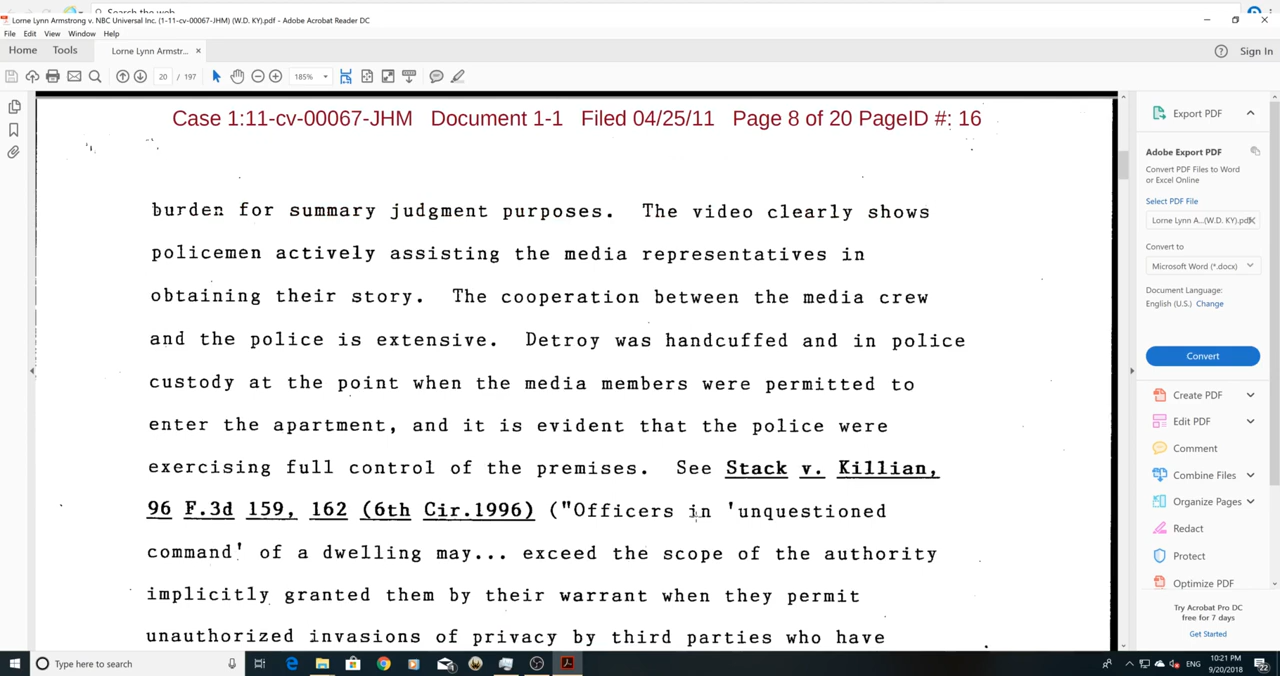 Search the web
Lorne Lynn Armstrong v. NBC Universal Inc. (1-11-cv-00067-JHM) (W.D. KY).pdf - Adobe Acrobat Reader DC
File Edit View Window Help
Home Tools Lorne Lynn Armstr... × Sign In
20 / 197 185%
Case 1:11-cv-00067-JHM Document 1-1 Filed 04/25/11 Page 8 of 20 PageID #: 16
burden for summary judgment purposes. The video clearly shows
policemen actively assisting the media representatives in
obtaining their story. The cooperation between the media crew
and the police is extensive. Detroy was handcuffed and in police
custody at the point when the media members were permitted to
enter the apartment, and it is evident that the police were
exercising full control of the premises. See Stack v. Killian,
96 F.3d 159, 162 (6th Cir.1996) ("Officers in 'unquestioned
command' of a dwelling may... exceed the scope of the authority
implicitly granted them by their warrant when they permit
unauthorized invasions of privacy by third parties who have
Export PDF
Adobe Export PDF
Convert PDF Files to Word
or Excel Online
Select PDF File
Lorne Lynn A...(W.D. KY).pdf
Convert to
Microsoft Word (*.docx)
Document Language:
English (U.S.) Change
Convert
Create PDF
Edit PDF
Comment
Combine Files
Organize Pages
Redact
Protect
Optimize PDF
Try Acrobat Pro DC
free for 7 days
Get Started
Type here to search
ENG
10:21 PM
9/20/2018
22